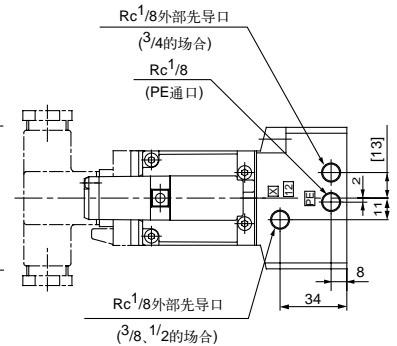 Rc1/8外部先导口
(3/4的场合)
Rc1/8
(PE通口)
[13]
2
11
X
12
PE
8
34
Rc1/8外部先导口
(3/8、1/2的场合)